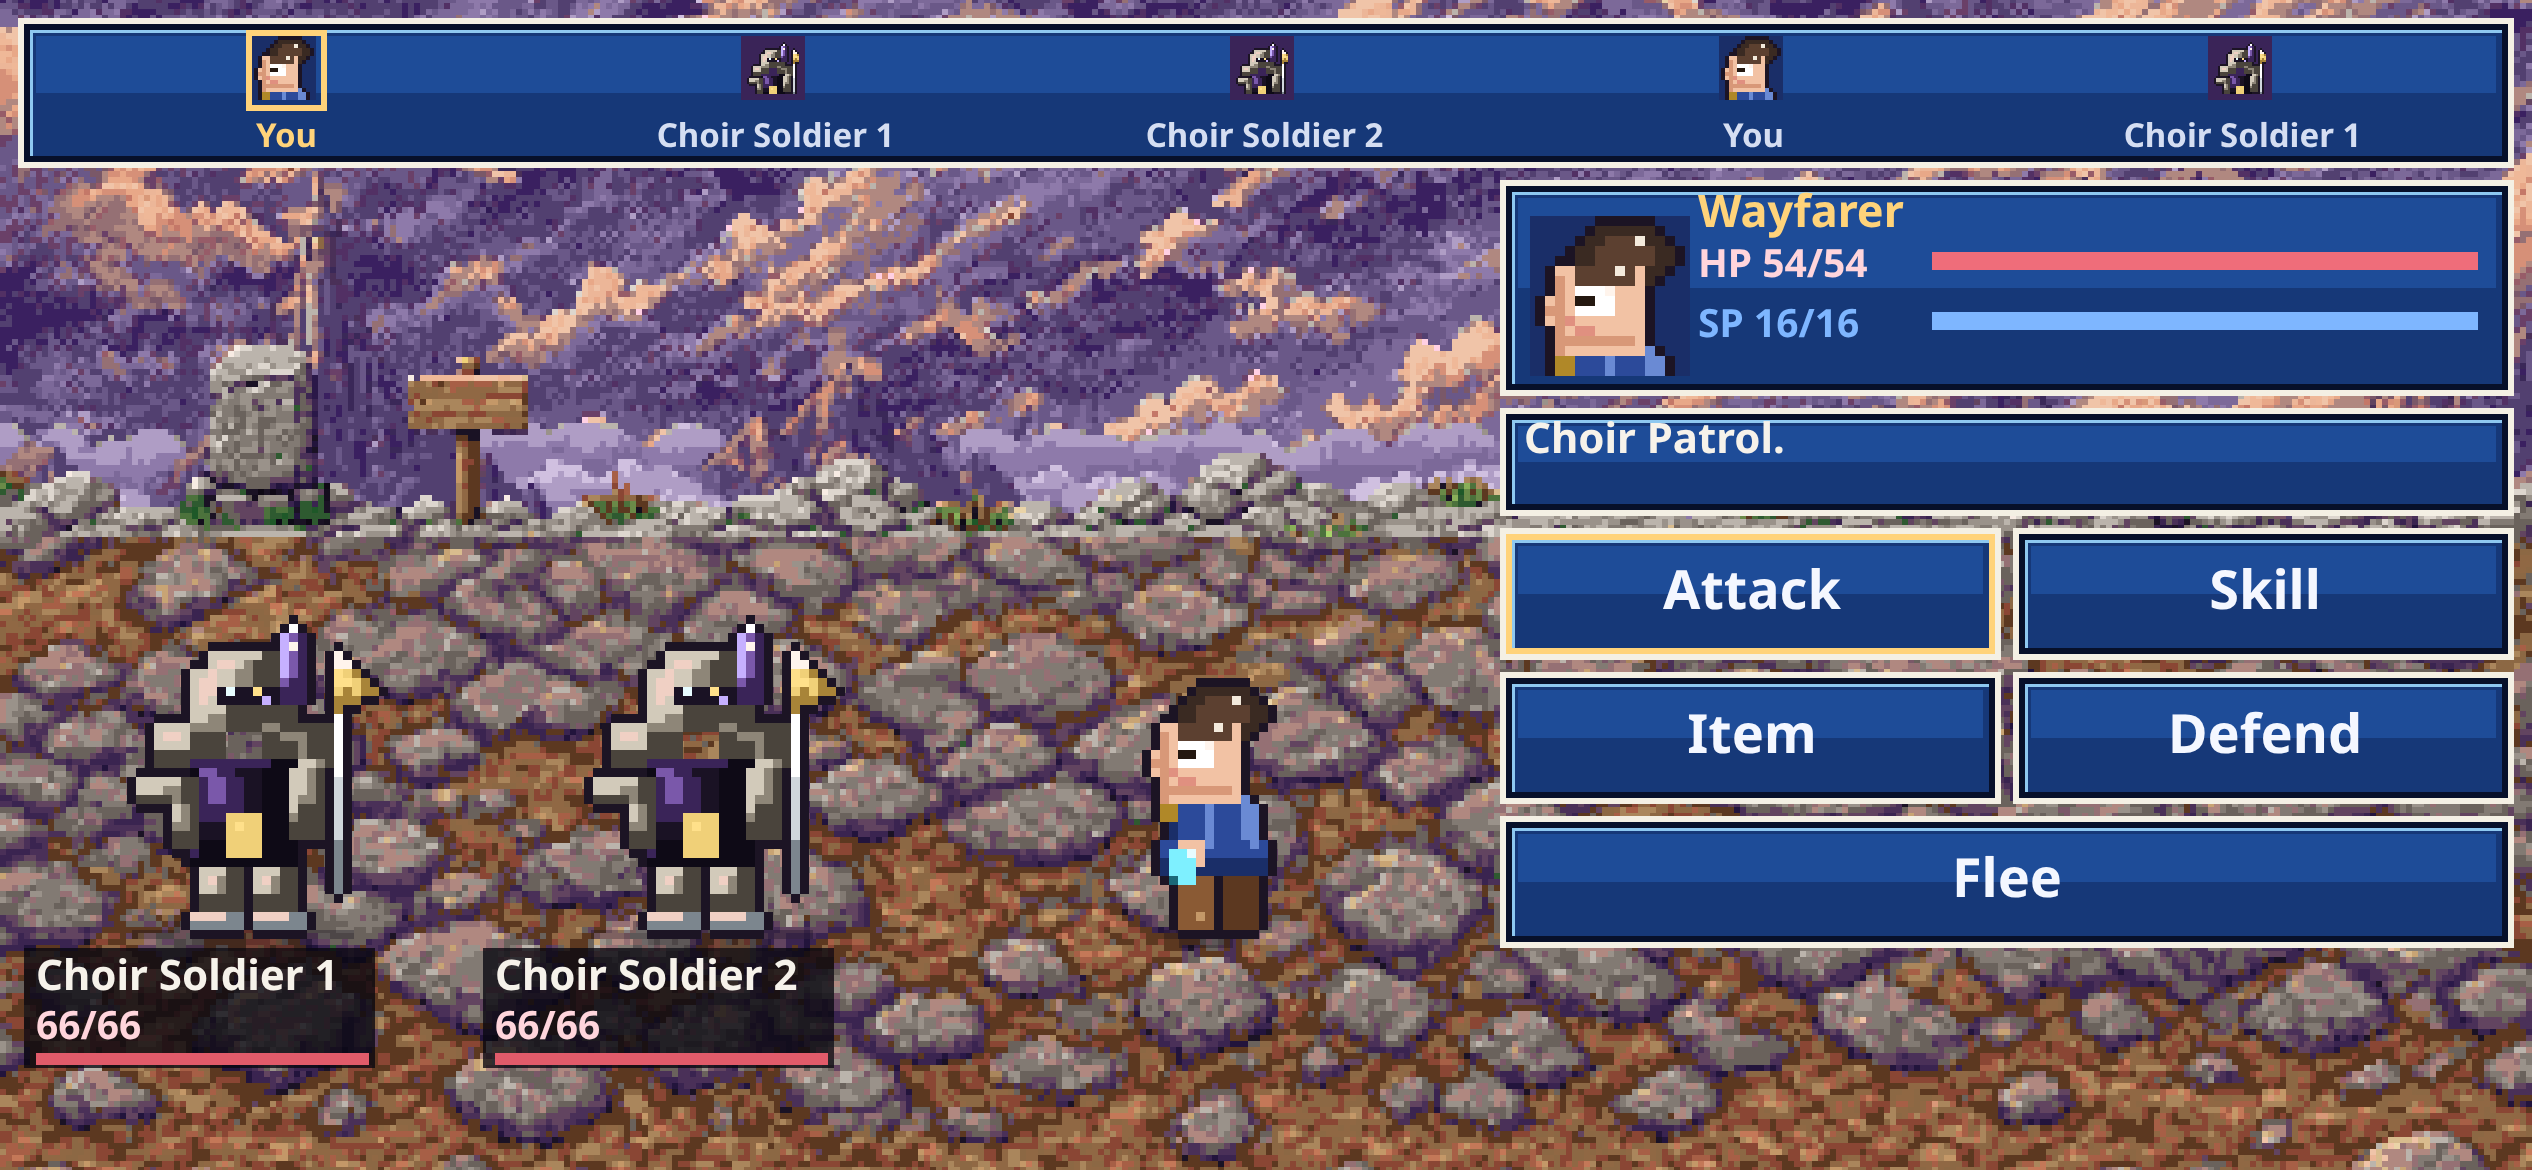 You
Choir Soldier 1
Choir Soldier 2
You
Choir Soldier 1
Wayfarer
HP 54/54
SP 16/16
Choir Patrol.
Attack
Skill
Item
Defend
Flee
Choir Soldier 1
66/66
Choir Soldier 2
66/66